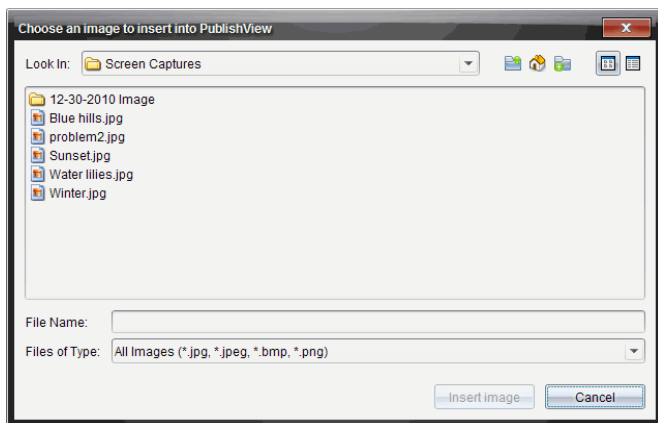 Choose an image to insert into PublishView
Look In: Screen Captures
12-30-2010 Image
Blue hills.jpg
problem2.jpg
Sunset.jpg
Water lilies.jpg
Winter.jpg
File Name:
Files of Type: All Images (*.jpg, *.jpeg, *.bmp, *.png)
Insert image Cancel